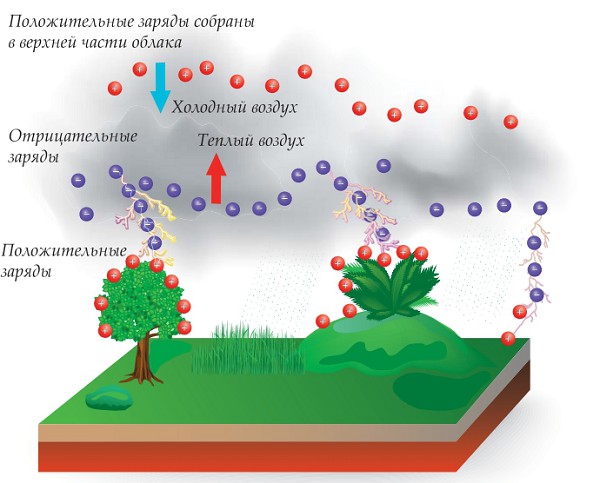 Положительные заряды собраны
в верхней части облака
Холодный воздух
Отрицательные
заряды
Теплый воздух
Положительные
заряды